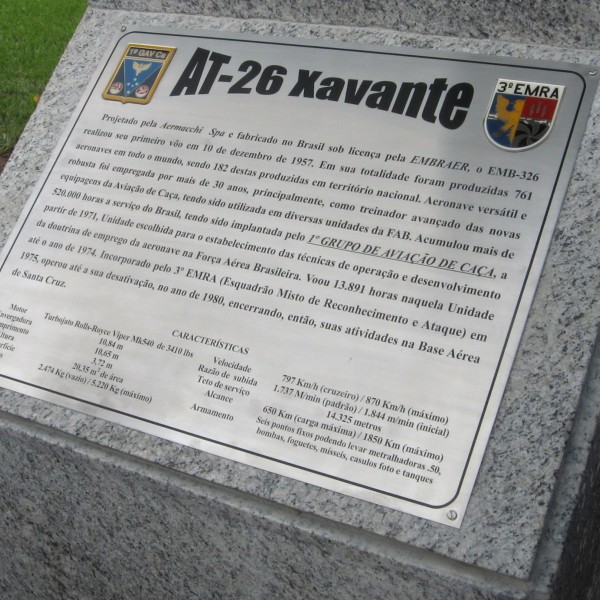 1º GAV Ca
AT-26 Xavante
3º EMRA
Projetado pela Aermacchi Spa e fabricado no Brasil sob licença pela EMBRAER, o EMB-326
realizou seu primeiro vôo em 10 de dezembro de 1957. Em sua totalidade foram produzidas 761
aeronaves em todo o mundo, sendo 182 destas produzidas em território nacional. Aeronave versátil e
robusta foi empregada por mais de 30 anos, principalmente, como treinador avançado das novas
equipagens da Aviação de Caça, tendo sido utilizada em diversas unidades da FAB. Acumulou mais de
520.000 horas a serviço do Brasil, tendo sido implantada pelo 1º GRUPO DE AVIAÇÃO DE CAÇA, a
partir de 1971, Unidade escolhida para o estabelecimento das técnicas de operação e desenvolvimento
da doutrina de emprego da aeronave na Força Aérea Brasileira. Voou 13.891 horas naquela Unidade
até o ano de 1974. Incorporado pelo 3º EMRA (Esquadrão Misto de Reconhecimento e Ataque) em
1975, operou até a sua desativação, no ano de 1980, encerrando, então, suas atividades na Base Aérea
de Santa Cruz.
CARACTERÍSTICAS
Motor Turbojato Rolls-Royce Viper Mk540 de 3410 lbs
10,84 m
10,65 m
3,72 m
20,35 m² de área
2.474 Kg (vazio) / 5.220 Kg (máximo)
Velocidade 797 Km/h (cruzeiro) / 870 Km/h (máximo)
Razão de subida 1.737 M/min (padrão) / 1.844 m/min (inicial)
Teto de serviço 14.325 metros
Alcance 650 Km (carga máxima) / 1850 Km (máximo)
Armamento Seis pontos fixos podendo levar metralhadoras .50,
bombas, foguetes, mísseis, casulos foto e tanques